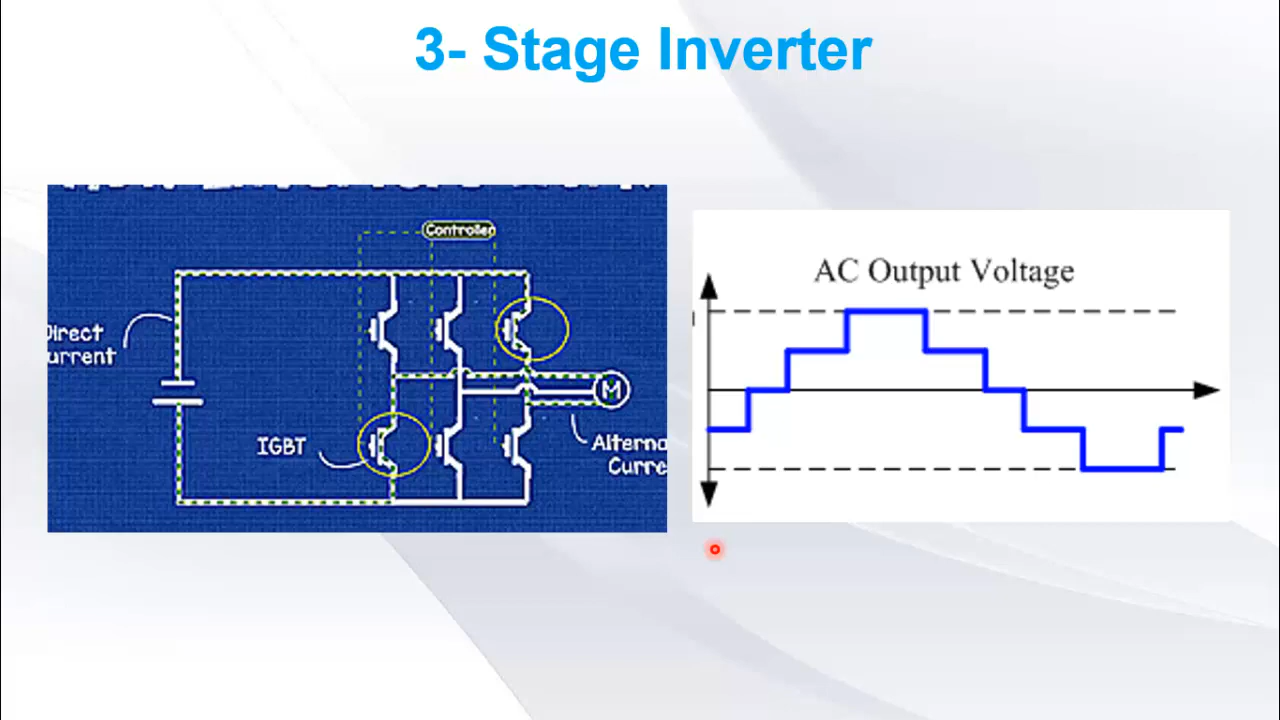 3- Stage Inverter
Controller
Direct
urrent
IGBT
M
Alterna
Curre
AC Output Voltage